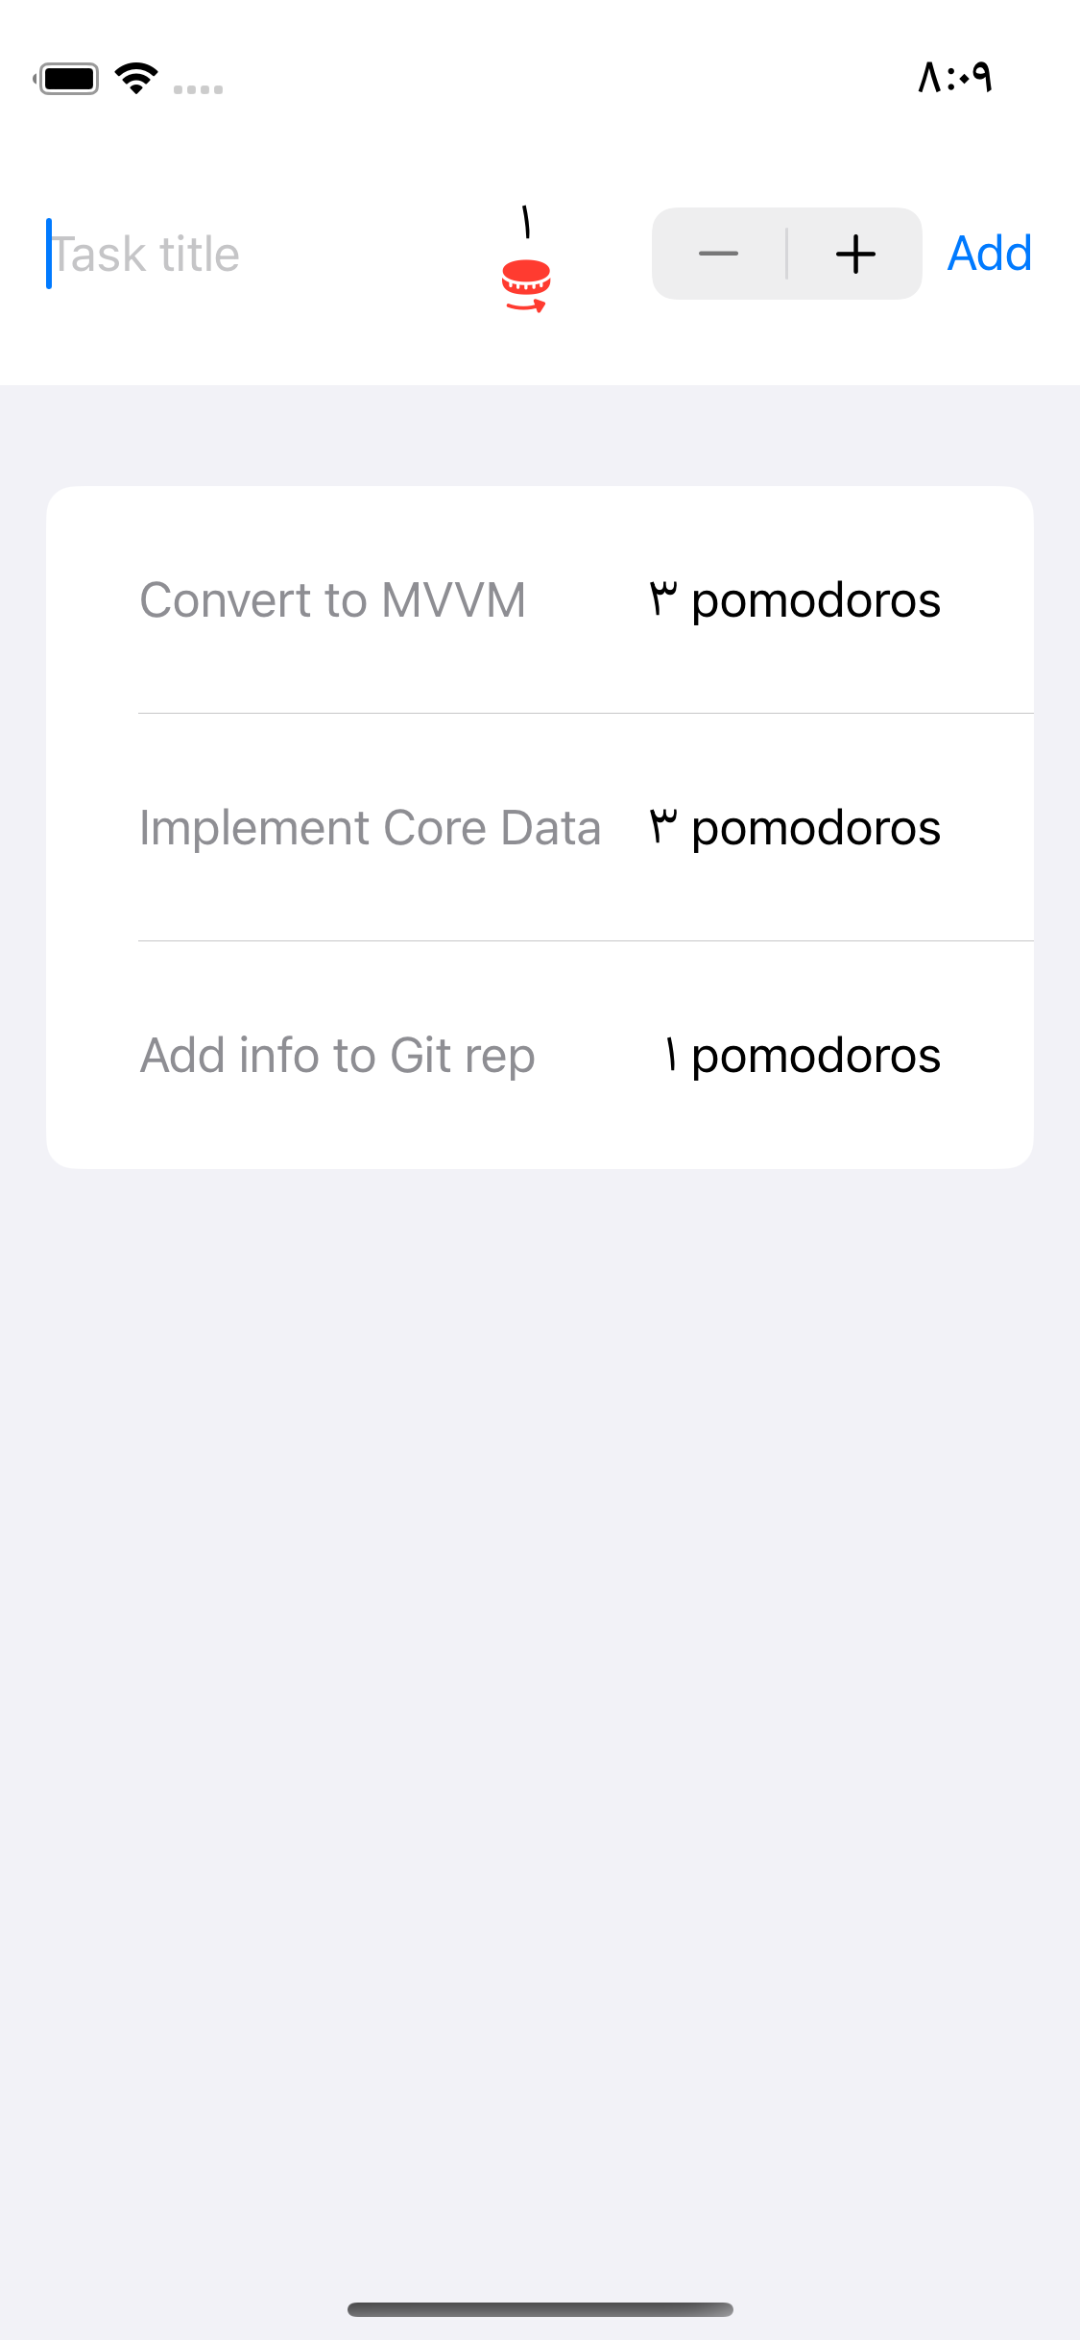 ٨:٠٩
Task title
١
Add
Convert to MVVM ٣ pomodoros
Implement Core Data ٣ pomodoros
Add info to Git rep ١ pomodoros